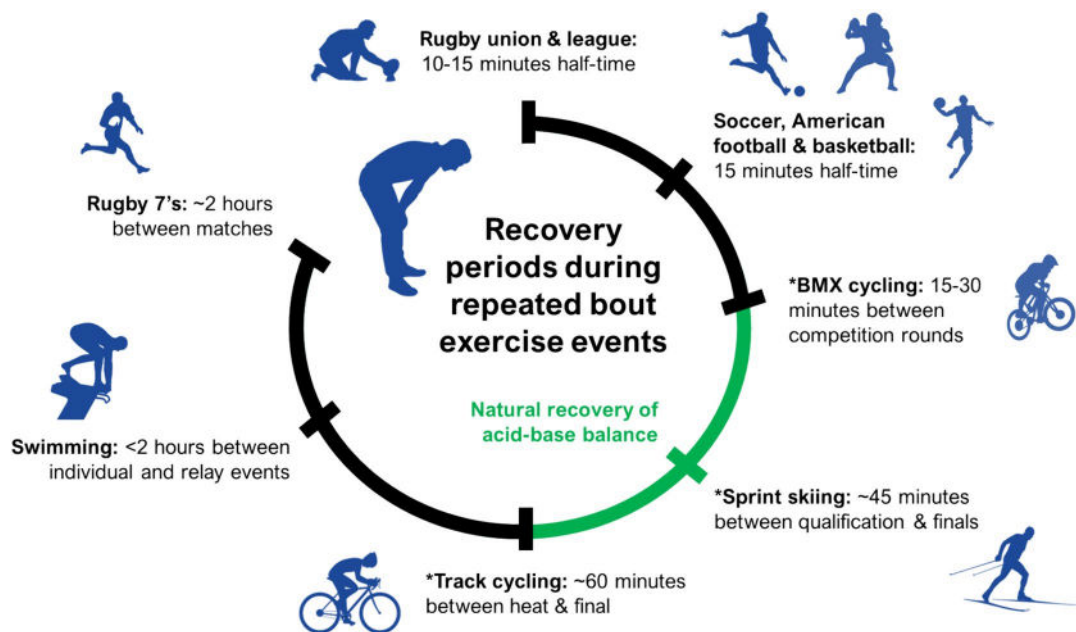 Rugby union & league:
10-15 minutes half-time
Soccer, American
football & basketball:
15 minutes half-time
*BMX cycling: 15-30
minutes between
competition rounds
*Sprint skiing: ~45 minutes
between qualification & finals
*Track cycling: ~60 minutes
between heat & final
Swimming: <2 hours between
individual and relay events
Rugby 7’s: ~2 hours
between matches
Recovery
periods during
repeated bout
exercise events
Natural recovery of
acid-base balance